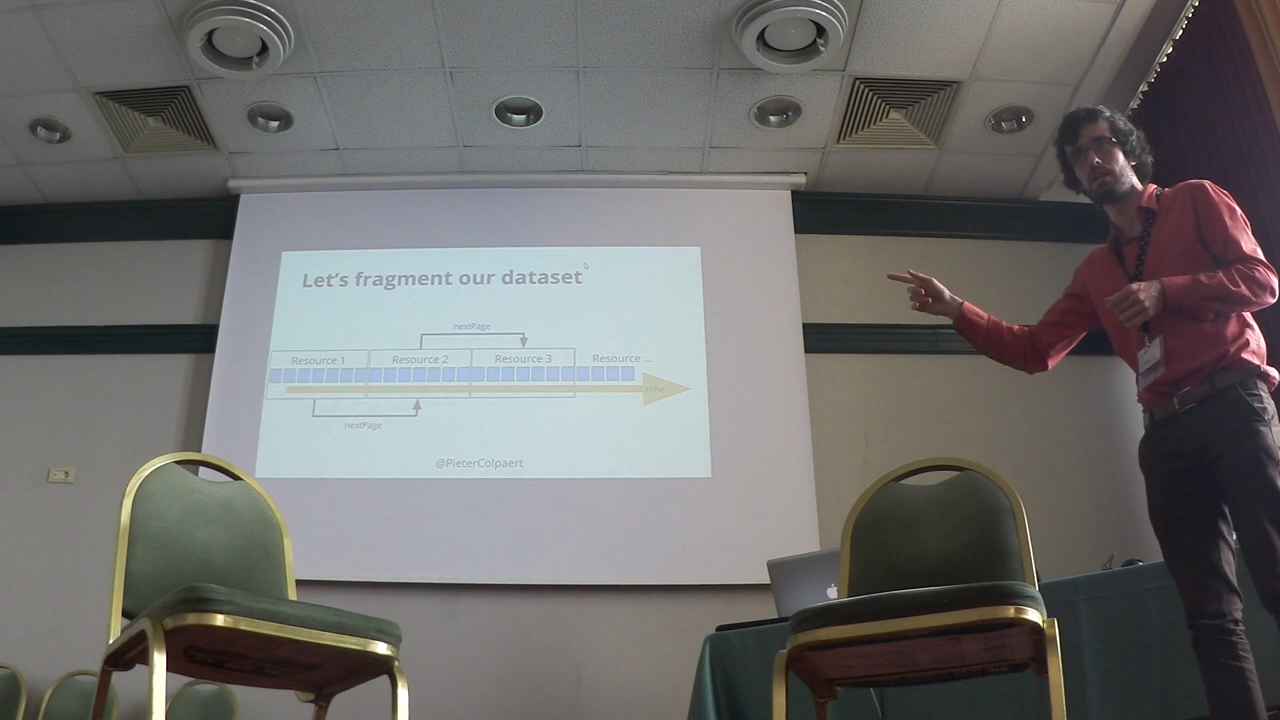 Let's fragment our dataset
nextPage
Resource 1 Resource 2 Resource 3 Resource ...
time
nextPage
@PieterColpaert